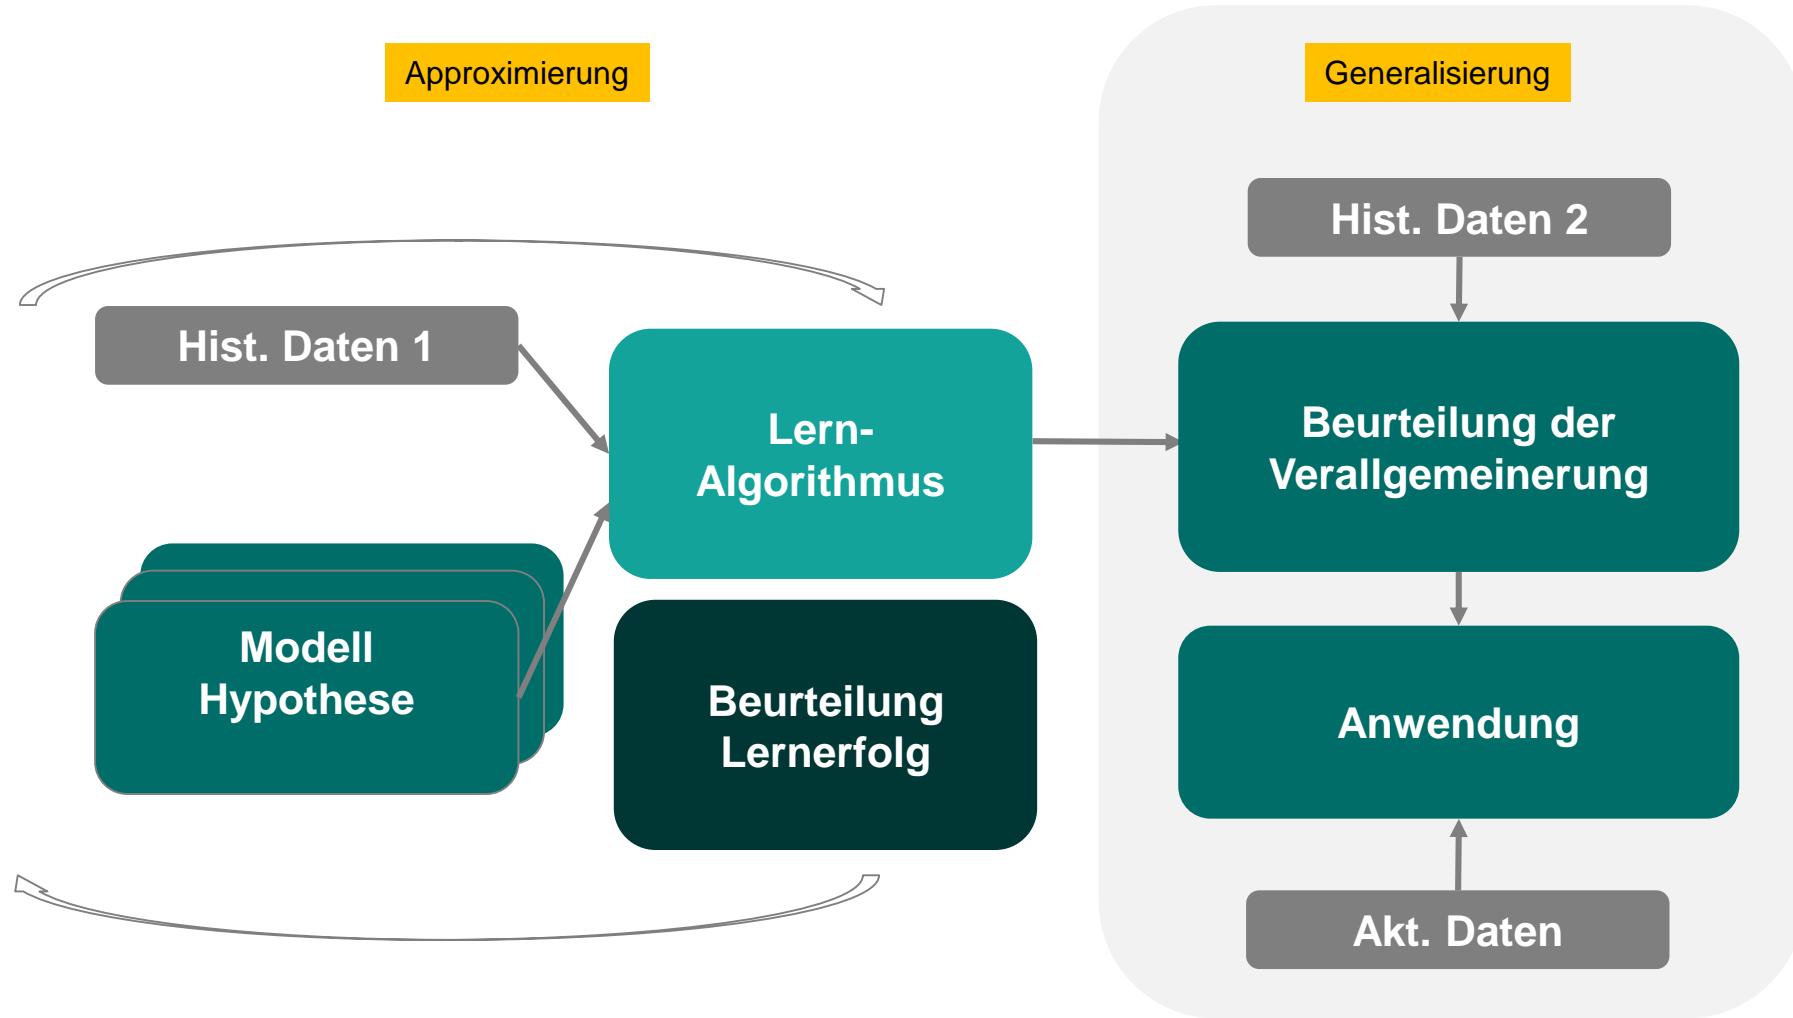 Approximierung
Generalisierung
Hist. Daten 1
Lern-
Algorithmus
Modell
Hypothese
Beurteilung
Lernerfolg
Hist. Daten 2
Beurteilung der
Verallgemeinerung
Anwendung
Akt. Daten